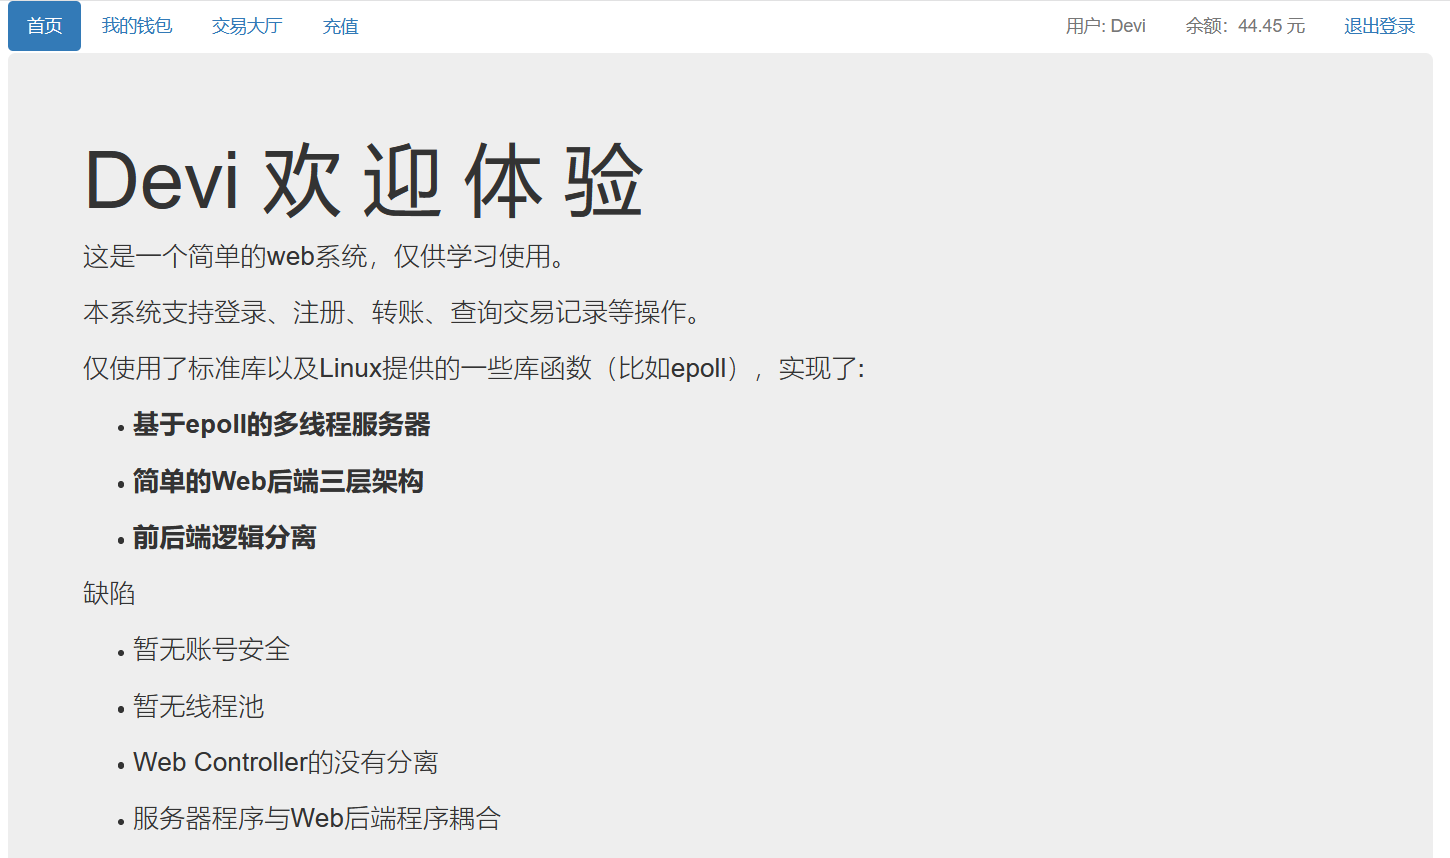 首页 我的钱包 交易大厅 充值 用户: Devi 余额：44.45 元 退出登录
Devi 欢 迎 体 验
这是一个简单的web系统，仅供学习使用。
本系统支持登录、注册、转账、查询交易记录等操作。
仅使用了标准库以及Linux提供的一些库函数（比如epoll），实现了:
• 基于epoll的多线程服务器
• 简单的Web后端三层架构
• 前后端逻辑分离
缺陷
• 暂无账号安全
• 暂无线程池
• Web Controller的没有分离
• 服务器程序与Web后端程序耦合